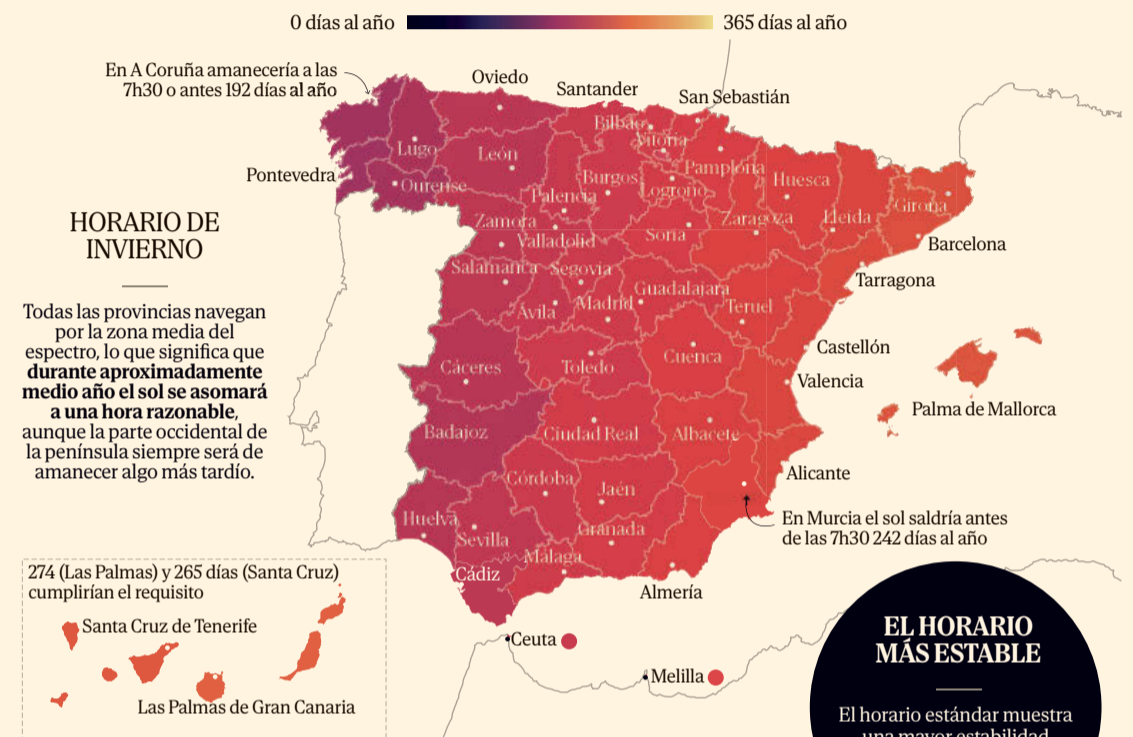 0 días al año
365 días al año
En A Coruña amanecería a las
7h30 o antes 192 días al año
Oviedo
Santander
San Sebastián
Bilbao
Vitoria
Lugo
León
Pamplona
Pontevedra
Ourense
Palencia
Burgos
Logroño
Huesca
Girona
HORARIO DE
INVIERNO
Zamora
Valladolid
Soria
Zaragoza
Lleida
Barcelona
Salamanca
Segovia
Tarragona
Ávila
Madrid
Guadalajara
Teruel
Todas las provincias navegan
por la zona media del
espectro, lo que significa que
durante aproximadamente
medio año el sol se asomará
a una hora razonable,
aunque la parte occidental de
la península siempre será de
amanecer algo más tardío.
Cáceres
Toledo
Cuenca
Castellón
Valencia
Palma de Mallorca
Badajoz
Ciudad Real
Albacete
Alicante
Córdoba
Jaén
Huelva
Sevilla
Granada
En Murcia el sol saldría antes
de las 7h30 242 días al año
Málaga
Cádiz
Almería
274 (Las Palmas) y 265 días (Santa Cruz)
cumplirían el requisito
Santa Cruz de Tenerife
Las Palmas de Gran Canaria
Ceuta
Melilla
EL HORARIO
MÁS ESTABLE
El horario estándar muestra
una mayor estabilidad